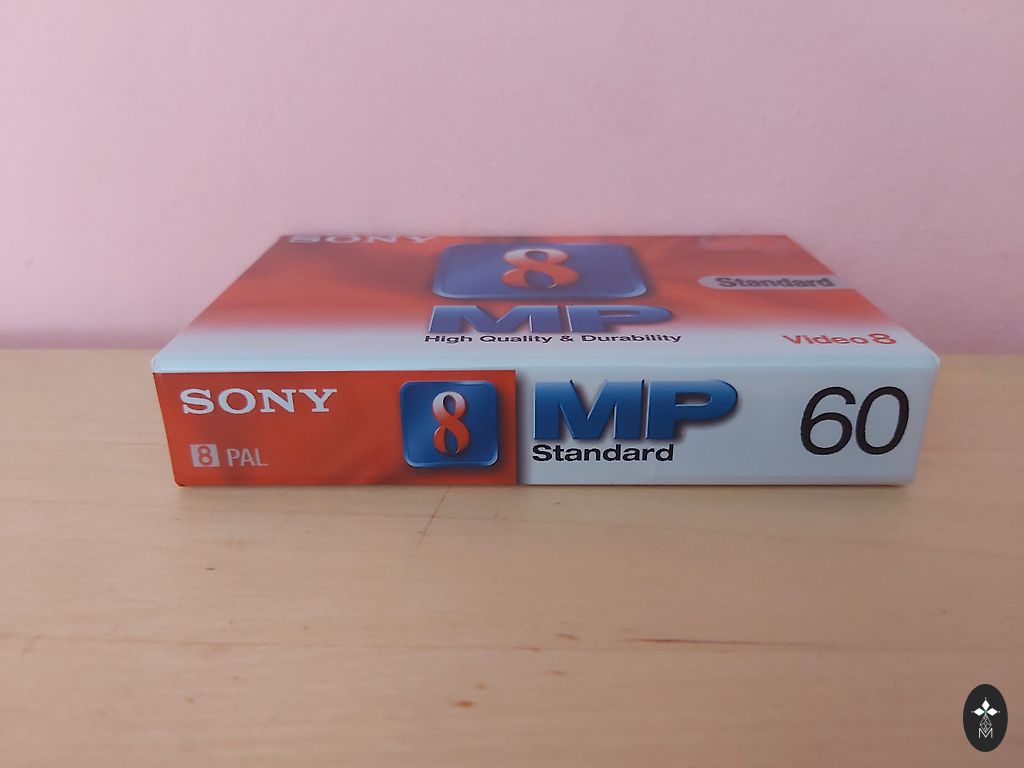 SONY
8
Standard
MP
High Quality & Durability
Video 8
SONY
8 PAL
8
MP
Standard
60
M